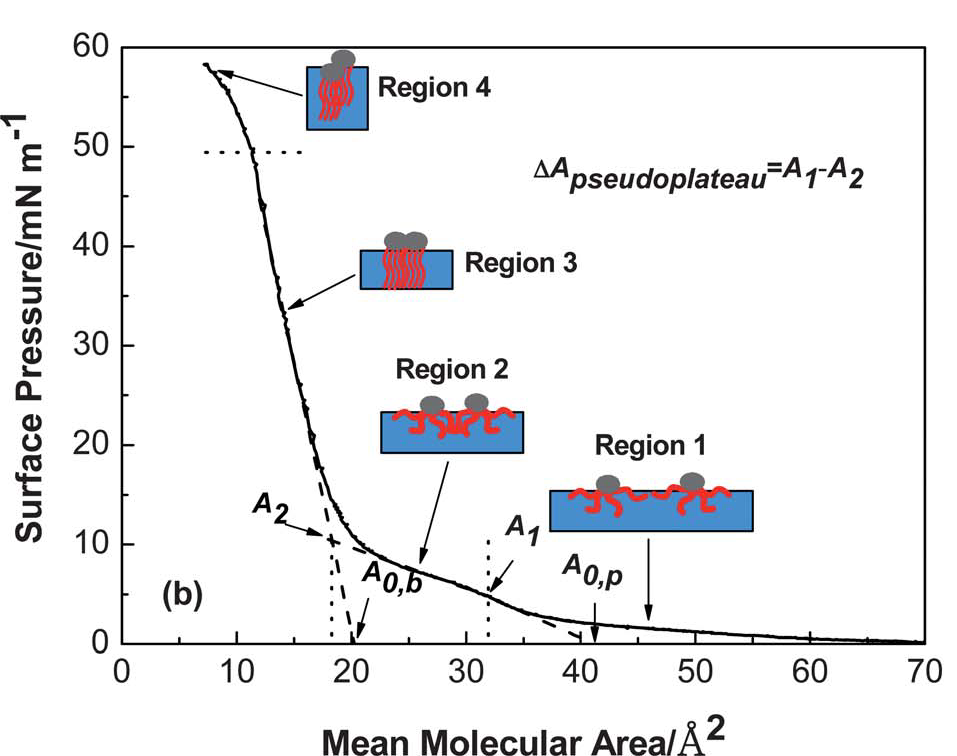 60
50
40
30
20
10
0
0 10 20 30 40 50 60 70
Surface Pressure/mN m-1
Mean Molecular Area/Å2
Region 4
ΔApseudoplateau=A1-A2
Region 3
Region 2
Region 1
A2
A1
A0,b
A0,p
(b)